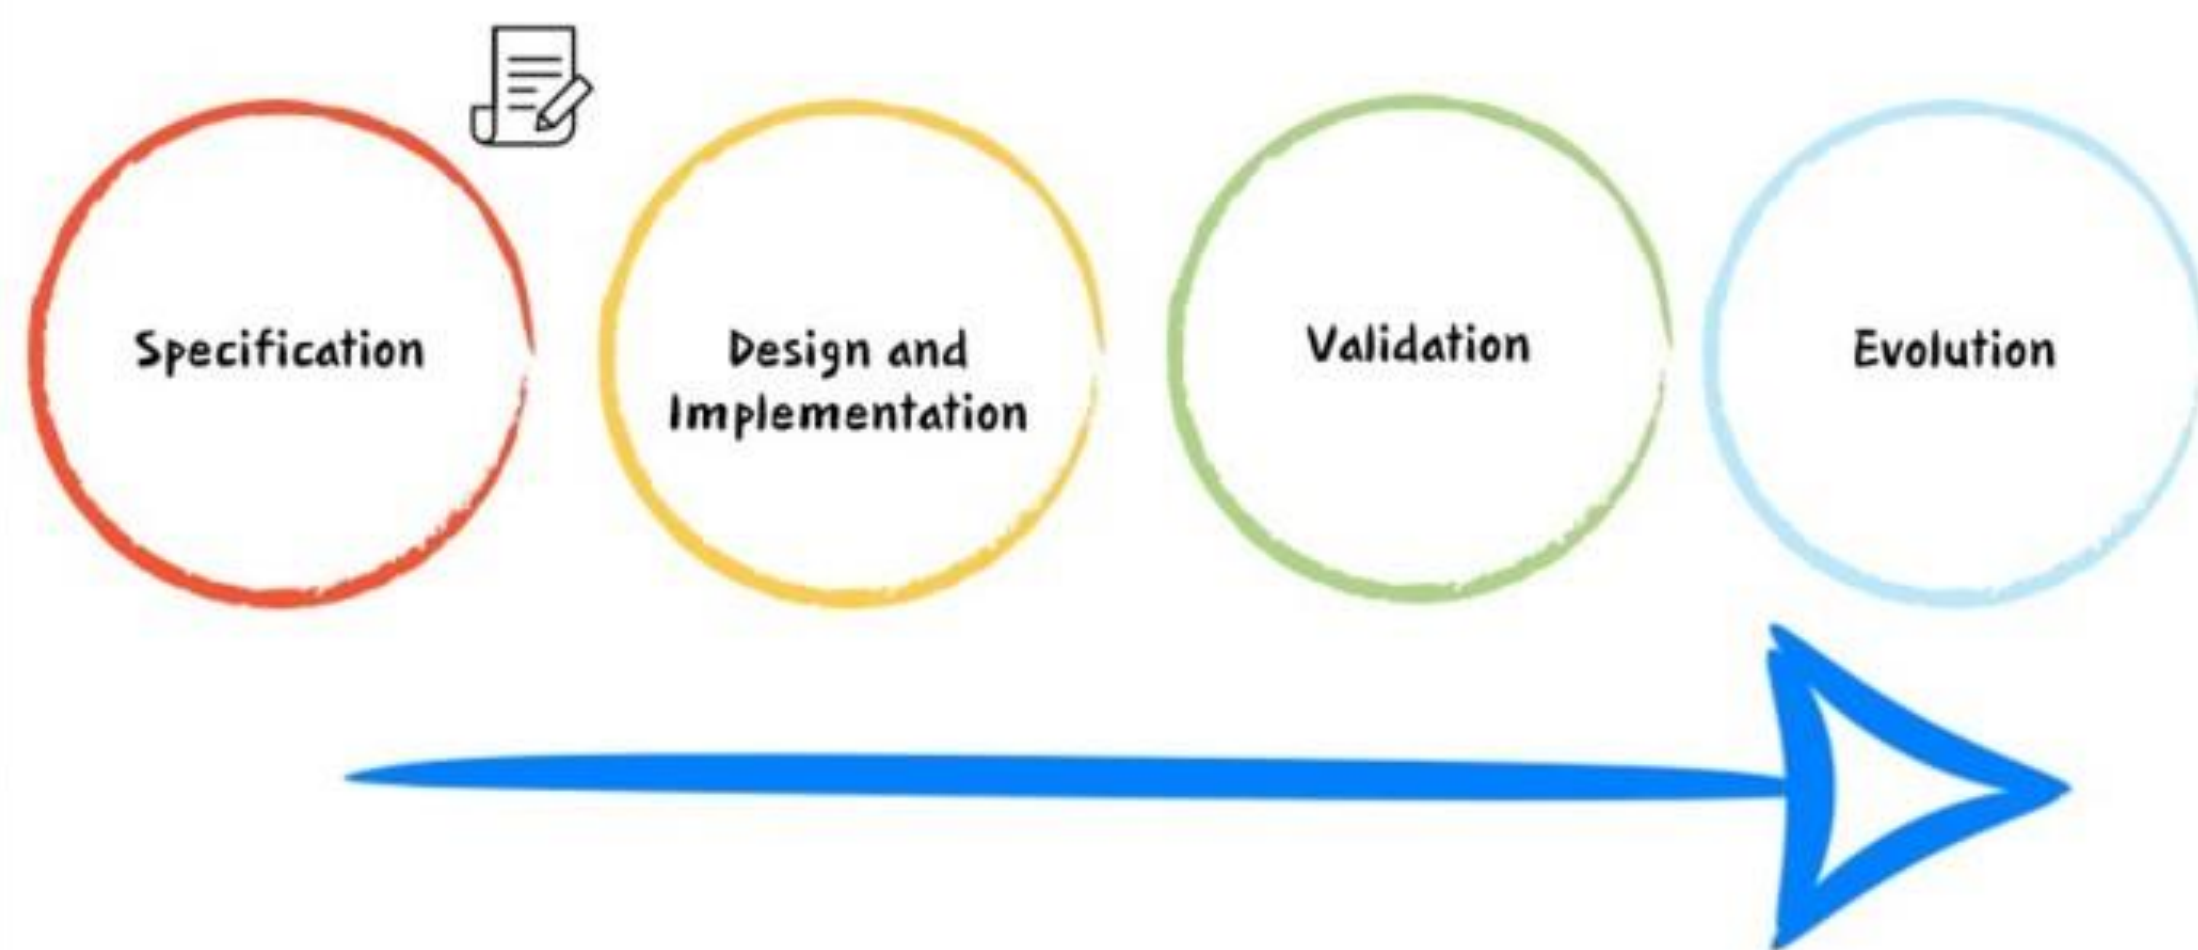 Specification
Design and
Implementation
Validation
Evolution